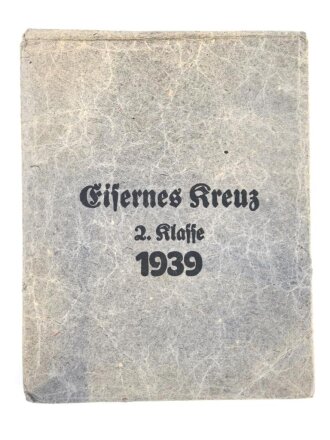 Eiſernes Kreuz
2. Klaſſe
1939